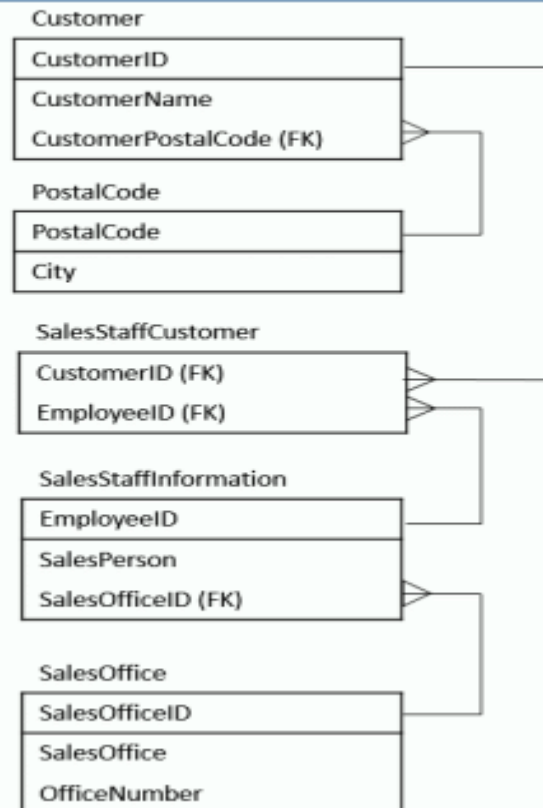 Customer
CustomerID
CustomerName
CustomerPostalCode (FK)
PostalCode
PostalCode
City
SalesStaffCustomer
CustomerID (FK)
EmployeeID (FK)
SalesStaffInformation
EmployeeID
SalesPerson
SalesOfficeID (FK)
SalesOffice
SalesOfficeID
SalesOffice
OfficeNumber